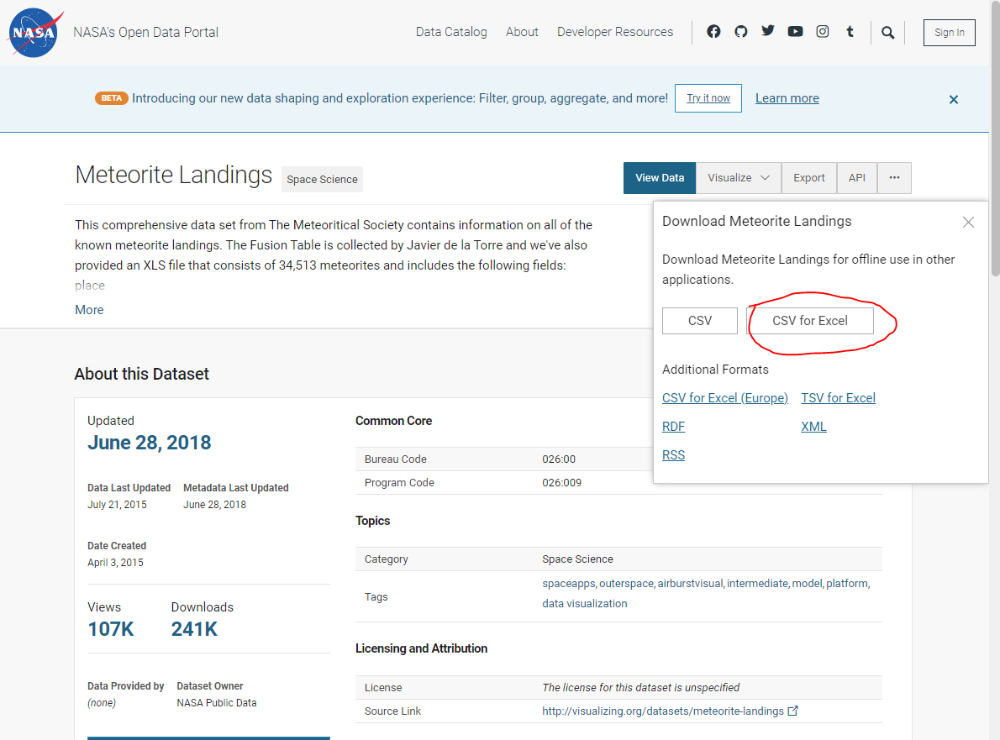 NASA
NASA's Open Data Portal
Data Catalog
About
Developer Resources
Sign In
BETA
Introducing our new data shaping and exploration experience: Filter, group, aggregate, and more!
Try it now
Learn more
Meteorite Landings
Space Science
View Data
Visualize
Export
API
This comprehensive data set from The Meteoritical Society contains information on all of the
known meteorite landings. The Fusion Table is collected by Javier de la Torre and we've also
provided an XLS file that consists of 34,513 meteorites and includes the following fields:
place
More
Download Meteorite Landings
Download Meteorite Landings for offline use in other
applications.
CSV
CSV for Excel
Additional Formats
CSV for Excel (Europe)
TSV for Excel
RDF
XML
RSS
About this Dataset
Updated
June 28, 2018
Data Last Updated
Metadata Last Updated
July 21, 2015
June 28, 2018
Date Created
April 3, 2015
Views
Downloads
107K
241K
Data Provided by
Dataset Owner
(none)
NASA Public Data
Common Core
Bureau Code
026:00
Program Code
026:009
Topics
Category
Space Science
Tags
spaceapps, outerspace, airburstvisual, intermediate, model, platform,
data visualization
Licensing and Attribution
License
The license for this dataset is unspecified
Source Link
http://visualizing.org/datasets/meteorite-landings